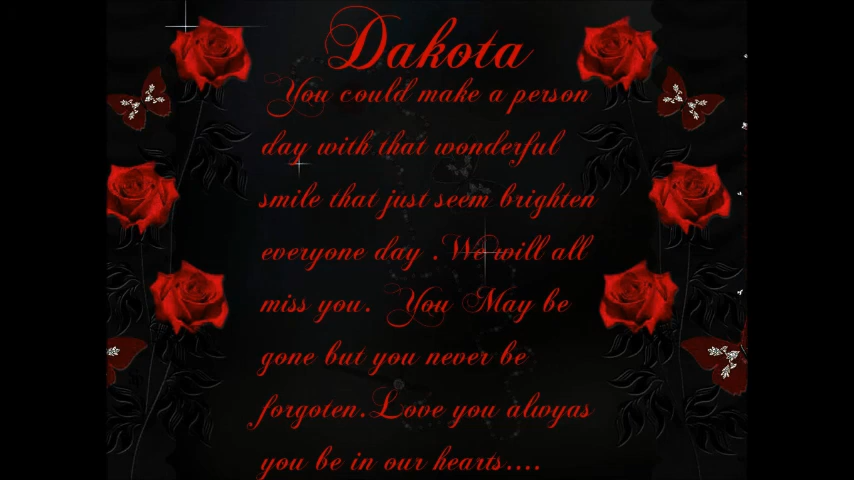 Dakota
You could make a person
day with that wonderful
smile that just seem brighten
everyone day .We will all
miss you. You May be
gone but you never be
forgoten.Love you alwyas
you be in our hearts....